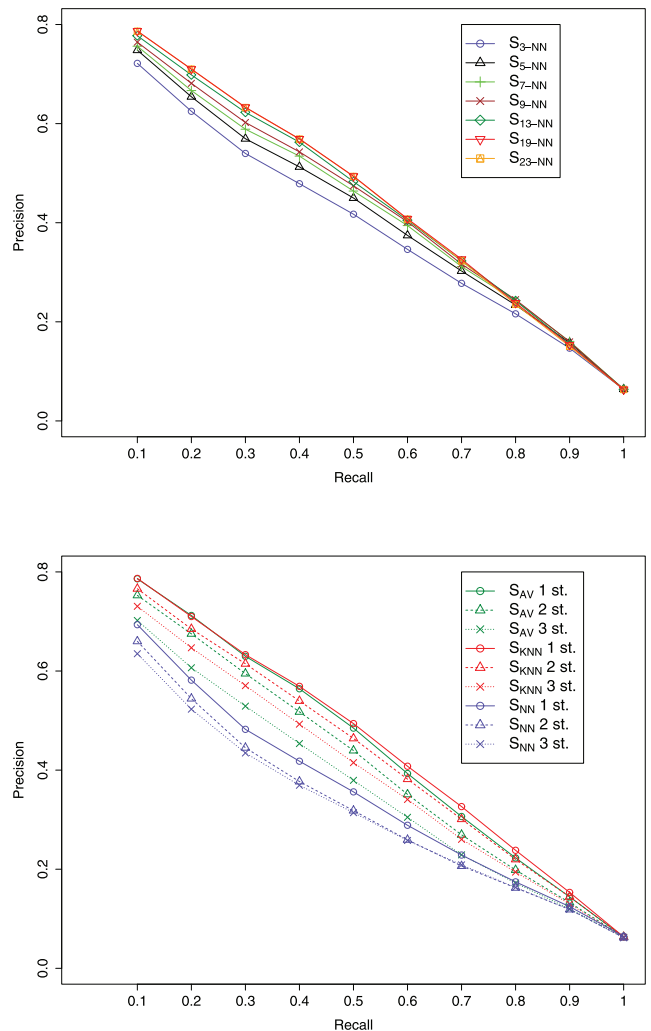 0.8
0.6
0.4
0.2
0.0
Precision
S3–NN
S5–NN
S7–NN
S9–NN
S13–NN
S19–NN
S23–NN
0.1 0.2 0.3 0.4 0.5 0.6 0.7 0.8 0.9 1
Recall
0.8
0.6
0.4
0.2
0.0
Precision
SAV 1 st.
SAV 2 st.
SAV 3 st.
SKNN 1 st.
SKNN 2 st.
SKNN 3 st.
SNN 1 st.
SNN 2 st.
SNN 3 st.
0.1 0.2 0.3 0.4 0.5 0.6 0.7 0.8 0.9 1
Recall